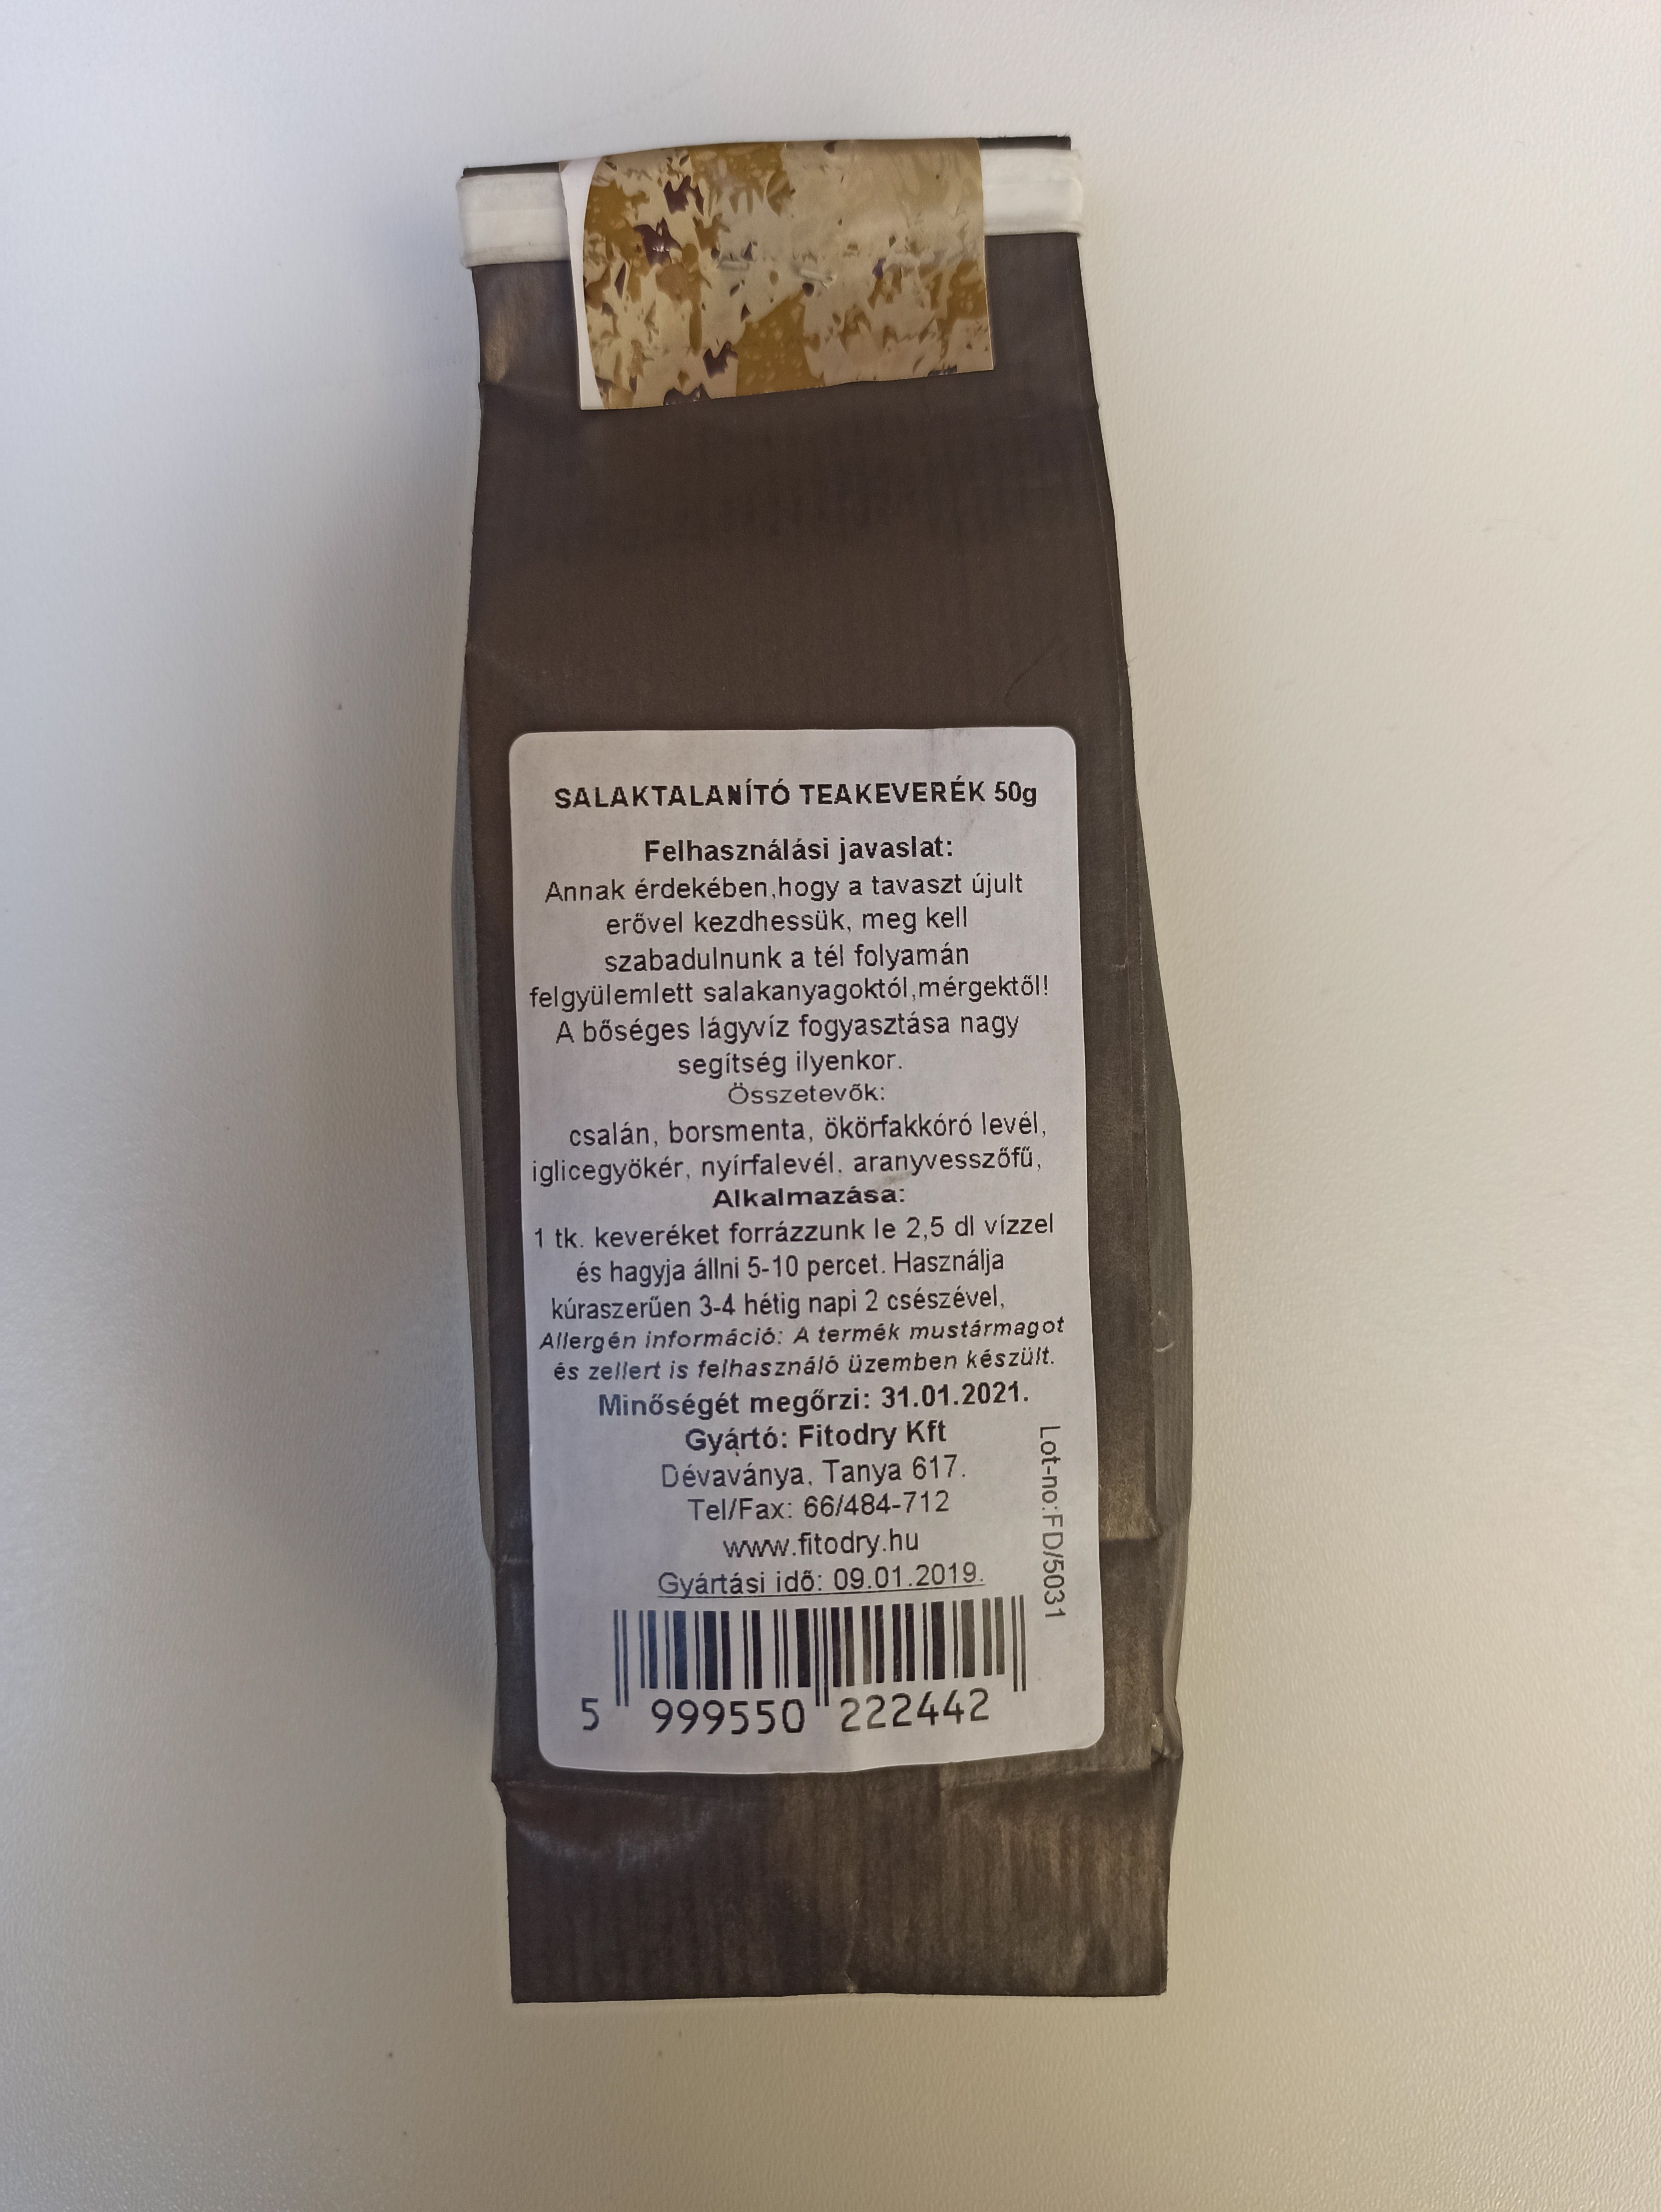 SALAKTALANÍTÓ TEAKEVERÉK 50g
Felhasználási javaslat:
Annak érdekében,hogy a tavaszt újult
erővel kezdhessük, meg kell
szabadulnunk a tél folyamán
felgyülemlett salakanyagoktól,mérgektől!
A bőséges lágyvíz fogyasztása nagy
segítség ilyenkor.
Összetevők:
csalán, borsmenta, ökörfakkóró levél,
iglicegyökér, nyírfalevél, aranyvesszőfű,
Alkalmazása:
1 tk. keveréket forrázzunk le 2,5 dl vízzel
és hagyja állni 5-10 percet. Használja
kúraszerűen 3-4 hétig napi 2 csészével,
Allergén információ: A termék mustármagot
és zellert is felhasználó üzemben készült.
Minőségét megőrzi: 31.01.2021.
Gyártó: Fitodry Kft
Dévaványa, Tanya 617.
Tel/Fax: 66/484-712
www.fitodry.hu
Gyártási idő: 09.01.2019.
Lot-no:FD/5031
5 999550 222442